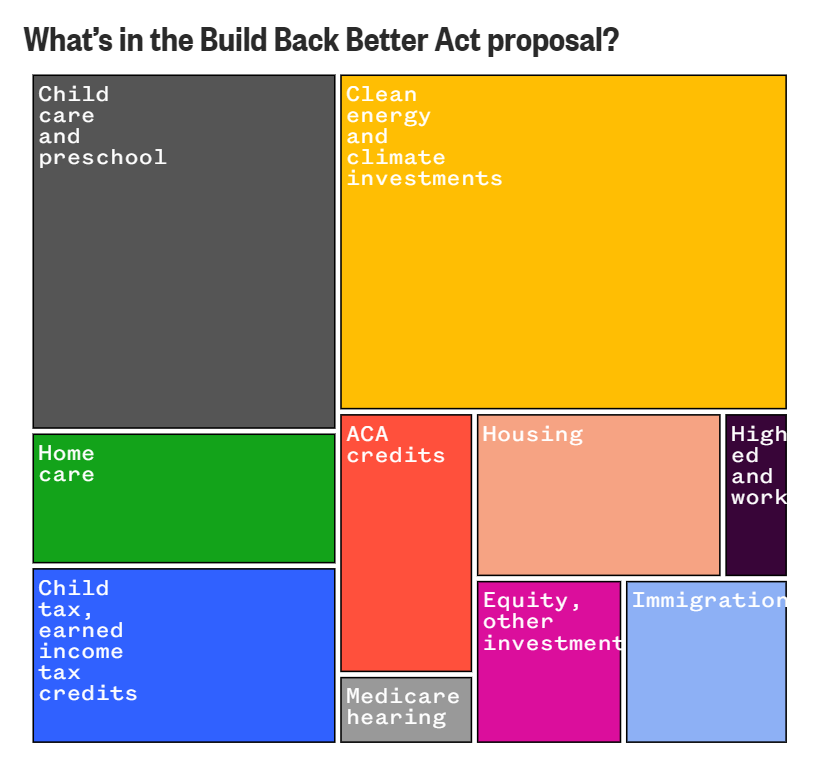 What's in the Build Back Better Act proposal?
Child
care
and
preschool
Clean
energy
and
climate
investments
Home
care
ACA
credits
Housing
High
ed
and
work
Child
tax,
earned
income
tax
credits
Equity,
other
investment
Immigration
Medicare
hearing